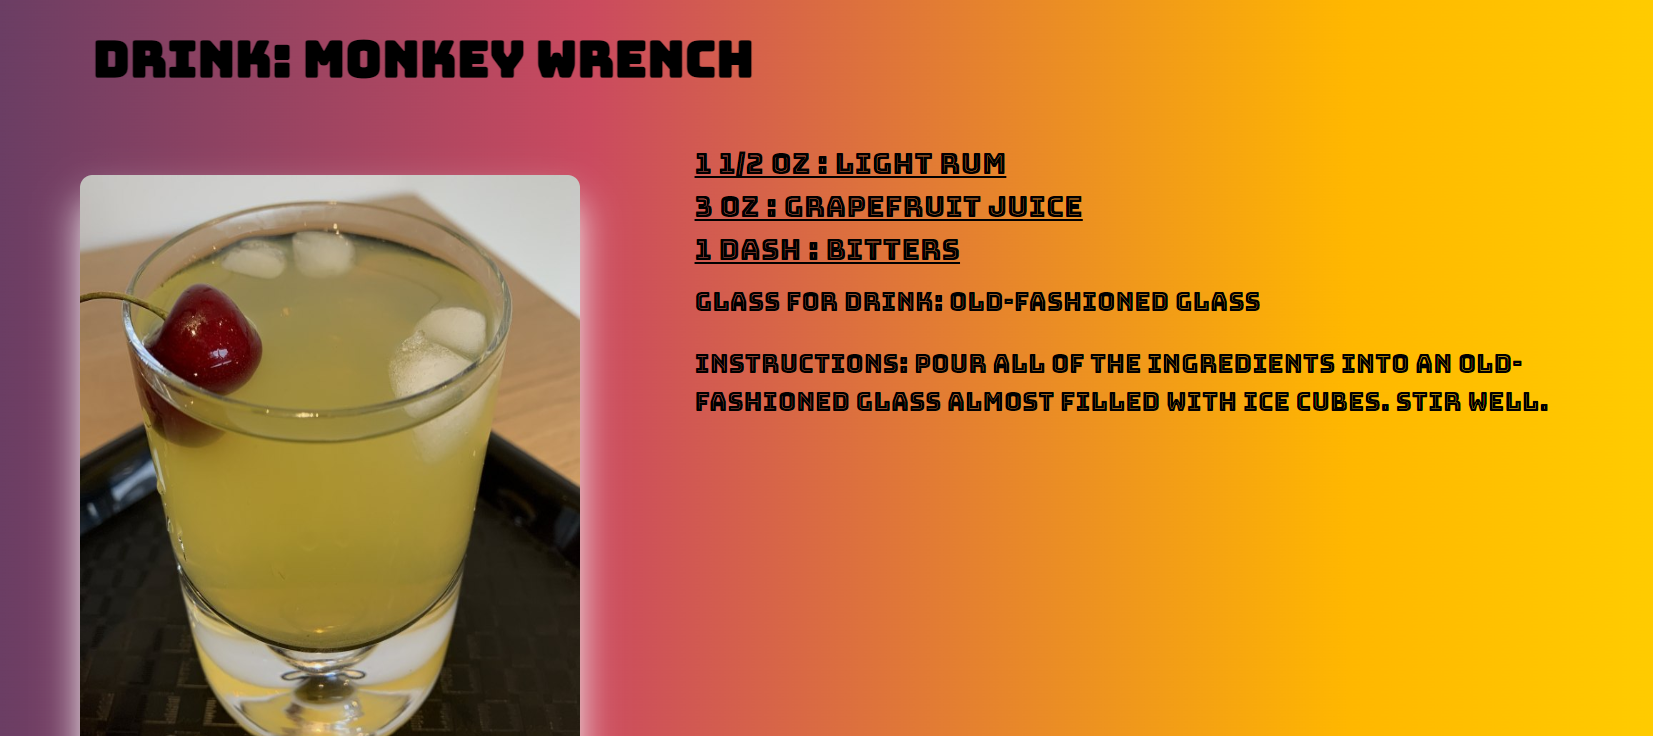 DRINK: MONKEY WRENCH
1 1/2 OZ : LIGHT RUM
3 OZ : GRAPEFRUIT JUICE
1 DASH : BITTERS
GLASS FOR DRINK: OLD-FASHIONED GLASS
INSTRUCTIONS: POUR ALL OF THE INGREDIENTS INTO AN OLD-
FASHIONED GLASS ALMOST FILLED WITH ICE CUBES. STIR WELL.